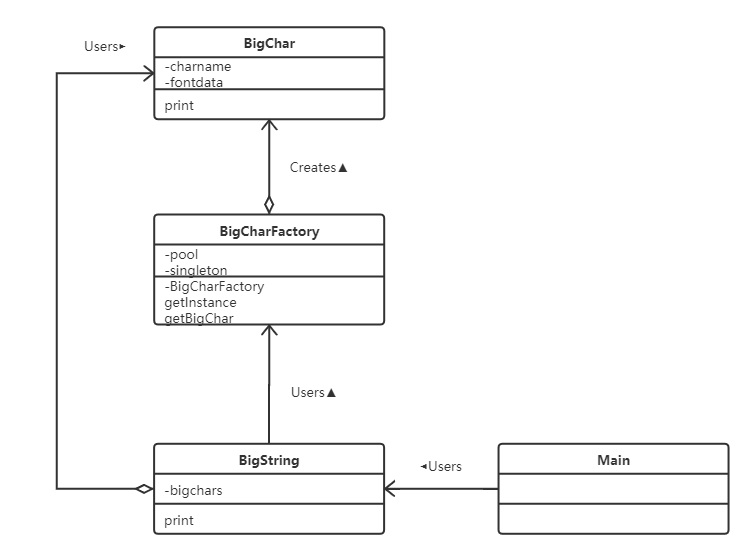 BigChar
Users►
-charname
-fontdata
print
Creates▲
BigCharFactory
-pool
-singleton
-BigCharFactory
getInstance
getBigChar
Users▲
BigString
Main
◄Users
-bigchars
print